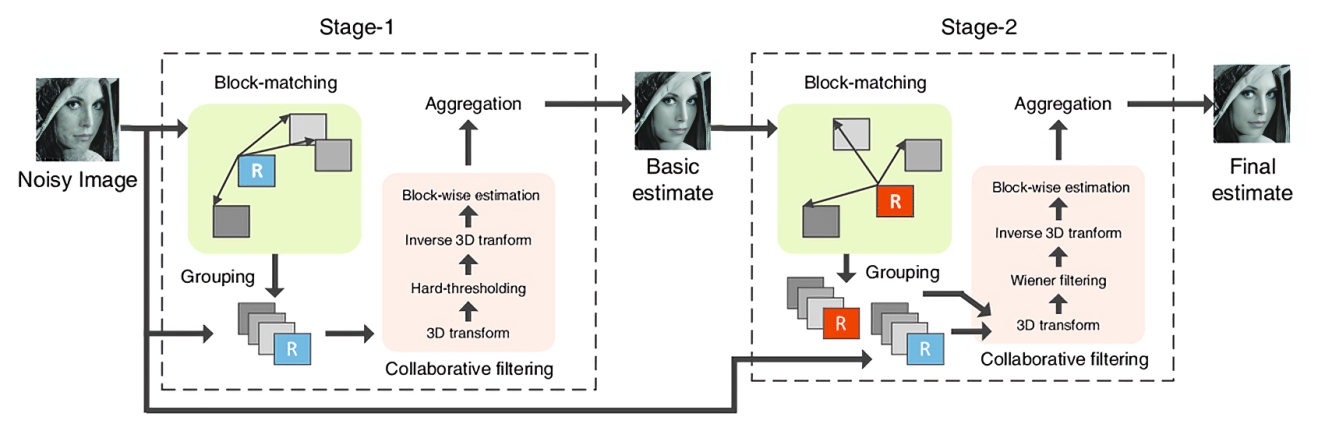 Stage-1
Stage-2
Block-matching
Aggregation
R
Noisy Image
Block-wise estimation
Inverse 3D tranform
Grouping
Hard-thresholding
R
3D transform
Collaborative filtering
Basic
estimate
Block-matching
Aggregation
R
Block-wise estimation
Inverse 3D tranform
Grouping
Wiener filtering
R
R
3D transform
Collaborative filtering
Final
estimate